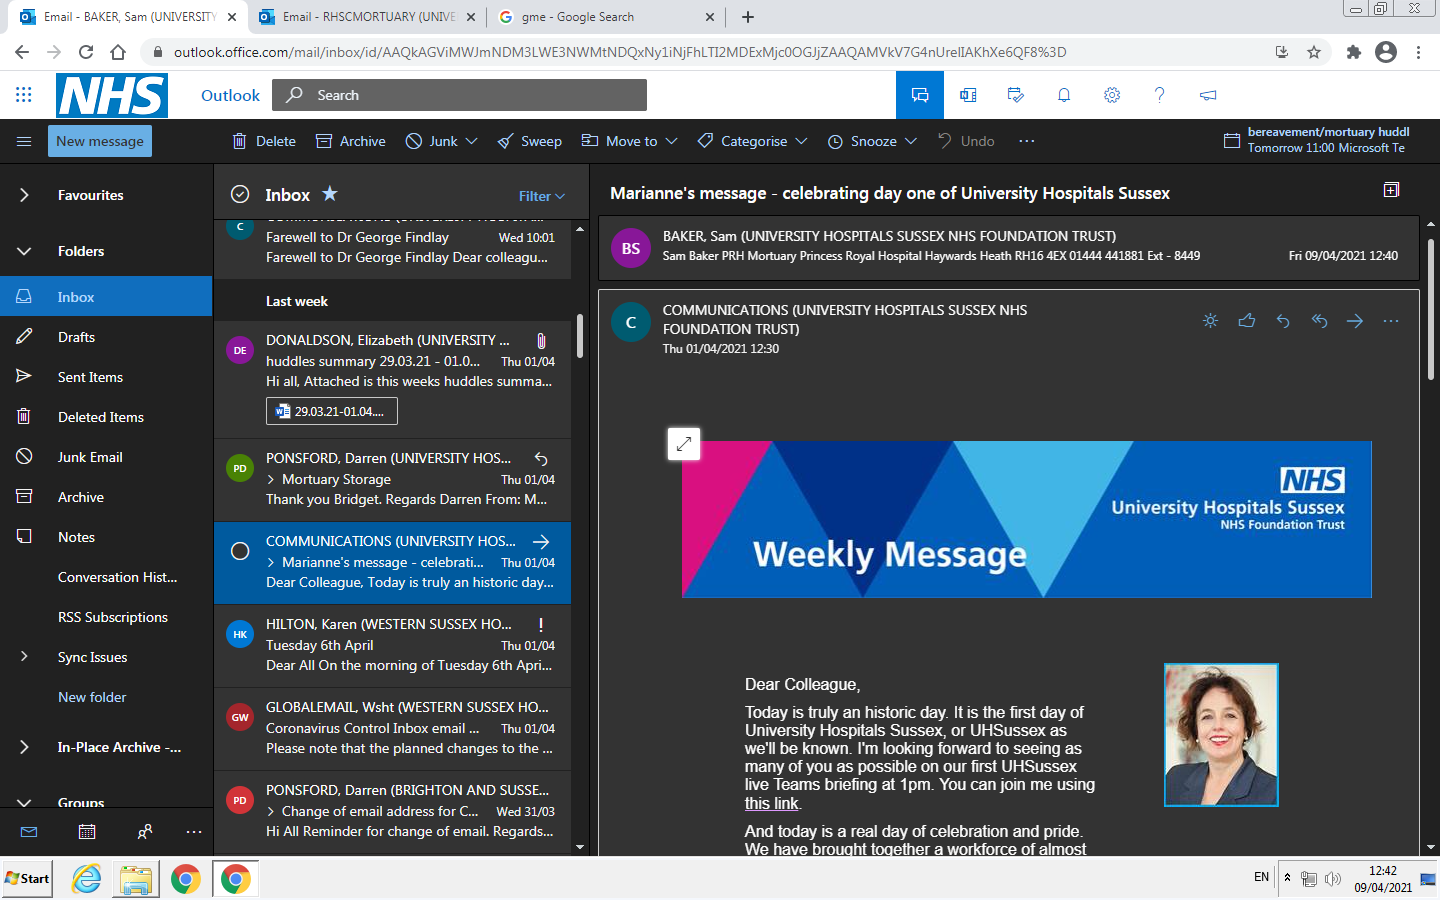 Email - BAKER, Sam (UNIVERSITY
Email - RHSCMORTUARY (UNIVE
gme - Google Search
outlook.office.com/mail/inbox/id/AAQkAGViMWJmNDM3LWE3NWMtNDQxNy1iNjFhLTI2MDExMjc0OGJjZAAQAMVkV7G4nUrelIAKhXe6QF8%3D
NHS
Outlook
Search
New message
Delete
Archive
Junk
Sweep
Move to
Categorise
Snooze
Undo
bereavement/mortuary huddl
Tomorrow 11:00 Microsoft Te
Favourites
Folders
Inbox
Drafts
Sent Items
Deleted Items
Junk Email
Archive
Notes
Conversation Hist...
RSS Subscriptions
Sync Issues
New folder
In-Place Archive -...
Groups
Inbox
Filter
C
Farewell to Dr George Findlay Wed 10:01
Farewell to Dr George Findlay Dear colleagu...
Last week
DE
DONALDSON, Elizabeth (UNIVERSITY ...
huddles summary 29.03.21 - 01.0... Thu 01/04
Hi all, Attached is this weeks huddles summa...
29.03.21-01.04....
PD
PONSFORD, Darren (UNIVERSITY HOS...
> Mortuary Storage Thu 01/04
Thank you Bridget. Regards Darren From: M...
COMMUNICATIONS (UNIVERSITY HOS...
> Marianne's message - celebrati... Thu 01/04
Dear Colleague, Today is truly an historic day...
HK
HILTON, Karen (WESTERN SUSSEX HO... !
Tuesday 6th April Thu 01/04
Dear All On the morning of Tuesday 6th Apri...
GW
GLOBALEMAIL, Wsht (WESTERN SUSSEX HO...
Coronavirus Control Inbox email ... Thu 01/04
Please note that the planned changes to the ...
PD
PONSFORD, Darren (BRIGHTON AND SUSSE...
> Change of email address for C... Wed 31/03
Hi All Reminder for change of email. Regards...
Marianne's message - celebrating day one of University Hospitals Sussex
BS
BAKER, Sam (UNIVERSITY HOSPITALS SUSSEX NHS FOUNDATION TRUST)
Sam Baker PRH Mortuary Princess Royal Hospital Haywards Heath RH16 4EX 01444 441881 Ext - 8449 Fri 09/04/2021 12:40
C
COMMUNICATIONS (UNIVERSITY HOSPITALS SUSSEX NHS
FOUNDATION TRUST)
Thu 01/04/2021 12:30
NHS
University Hospitals Sussex
NHS Foundation Trust
Weekly Message
Dear Colleague,
Today is truly an historic day. It is the first day of
University Hospitals Sussex, or UHSussex as
we'll be known. I'm looking forward to seeing as
many of you as possible on our first UHSussex
live Teams briefing at 1pm. You can join me using
this link.
And today is a real day of celebration and pride.
We have brought together a workforce of almost
Start
EN
12:42
09/04/2021